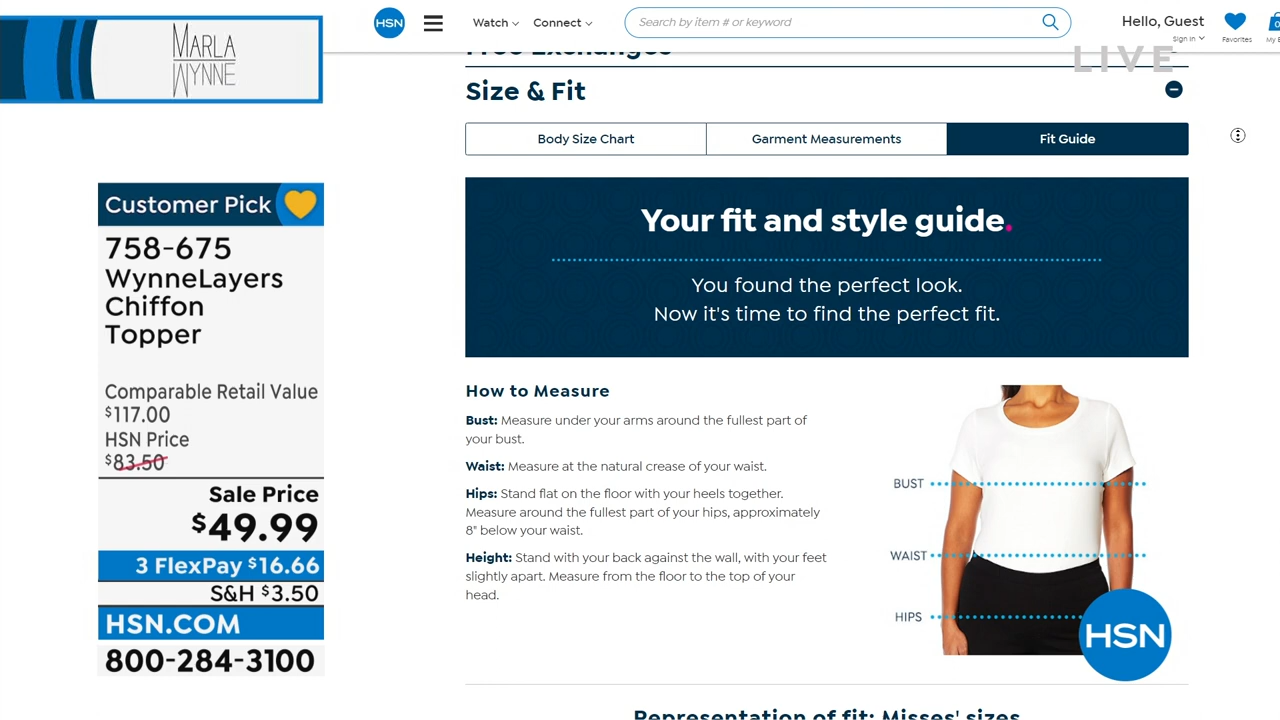 MARLA
WYNNE
HSN
Watch
Connect
Search by item # or keyword
Hello, Guest
Sign In
Favorites
LIVE
Free Exchanges
Size & Fit
Body Size Chart
Garment Measurements
Fit Guide
Your fit and style guide.
You found the perfect look.
Now it's time to find the perfect fit.
Customer Pick
758-675
WynneLayers
Chiffon
Topper
Comparable Retail Value
$117.00
HSN Price
$83.50
Sale Price
$49.99
3 FlexPay $16.66
S&H $3.50
HSN.COM
800-284-3100
How to Measure
Bust: Measure under your arms around the fullest part of
your bust.
Waist: Measure at the natural crease of your waist.
Hips: Stand flat on the floor with your heels together.
Measure around the fullest part of your hips, approximately
8" below your waist.
Height: Stand with your back against the wall, with your feet
slightly apart. Measure from the floor to the top of your
head.
BUST
WAIST
HIPS
HSN
Representation of fit: Misses' sizes